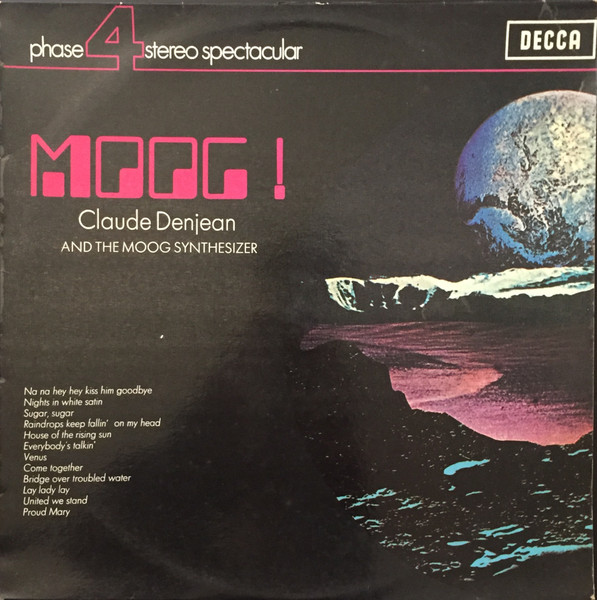 phase 4 stereo spectacular
DECCA
MOOG!
Claude Denjean
AND THE MOOG SYNTHESIZER
Na na hey hey kiss him goodbye
Nights in white satin
Sugar, sugar
Raindrops keep fallin' on my head
House of the rising sun
Everybody's talkin'
Venus
Come together
Bridge over troubled water
Lay lady lay
United we stand
Proud Mary